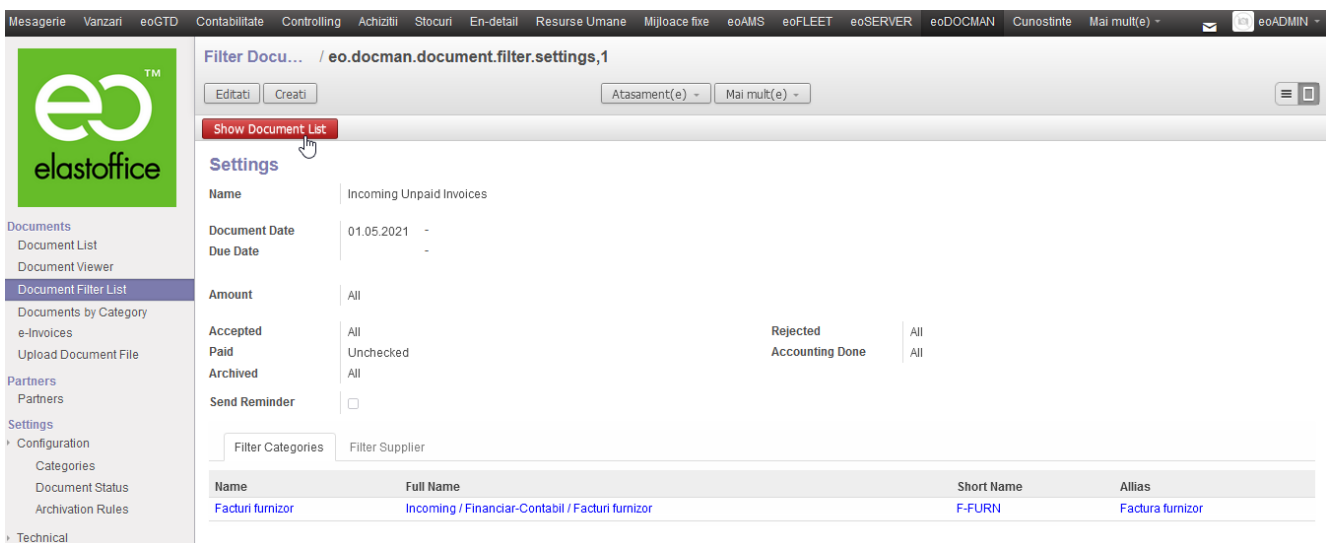 Mesagerie Vanzari eoGTD Contabilitate Controlling Achizitii Stocuri En-detail Resurse Umane Mijloace fixe eoAMS eoFLEET eoSERVER eoDOCMAN Cunostinte Mai mult(e) eoADMIN
eo TM
elastoffice
Documents
Document List
Document Viewer
Document Filter List
Documents by Category
e-Invoices
Upload Document File
Partners
Partners
Settings
Configuration
Categories
Document Status
Archivation Rules
Technical
Filter Docu... / eo.docman.document.filter.settings,1
Editati Creati Atasament(e) Mai mult(e)
Show Document List
Settings
Name Incoming Unpaid Invoices
Document Date 01.05.2021 -
Due Date -
Amount All
Accepted All Rejected All
Paid Unchecked Accounting Done All
Archived All
Send Reminder
Filter Categories Filter Supplier
Name Full Name Short Name Allias
Facturi furnizor Incoming / Financiar-Contabil / Facturi furnizor F-FURN Factura furnizor